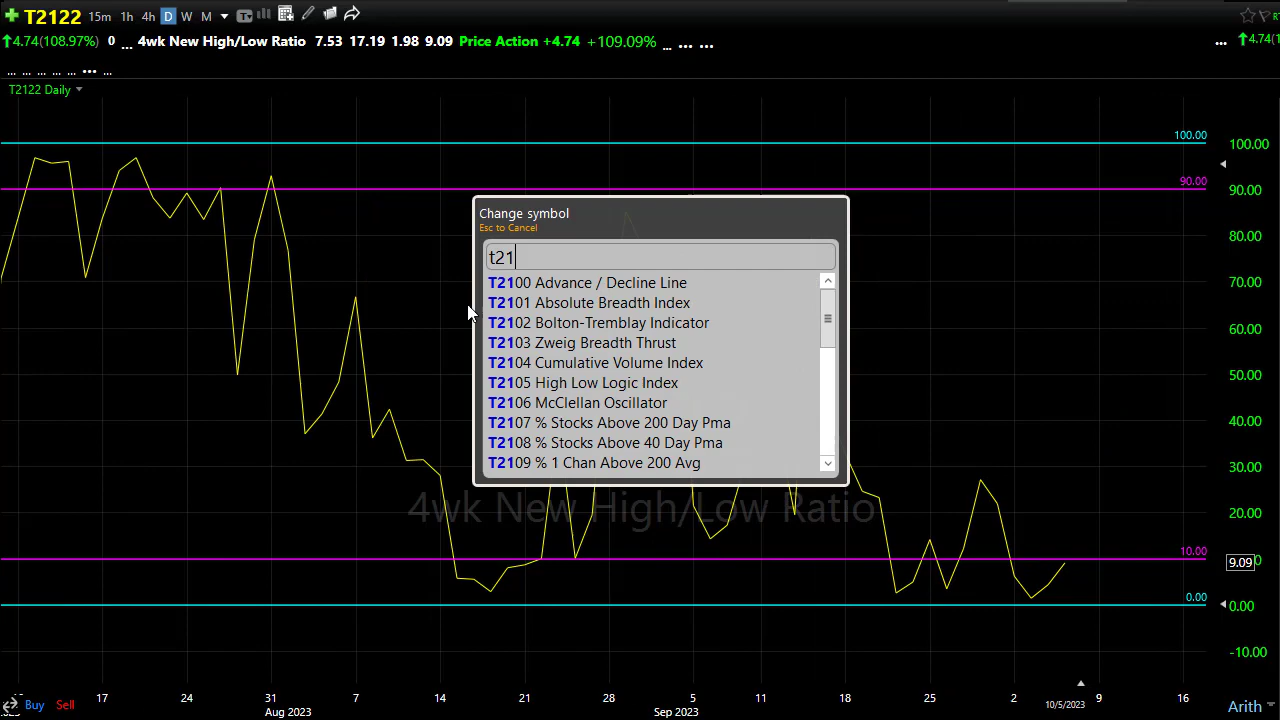 T2122 15m 1h 4h D W M
4.74(108.97%) 0 ... 4wk New High/Low Ratio 7.53 17.19 1.98 9.09 Price Action +4.74 +109.09% ... ... ...
... 4.74(1
... ... ... ... ... ... ...
T2122 Daily
100.00
100.00
90.00
90.00
80.00
70.00
60.00
50.00
40.00
30.00
20.00
10.00
9.09
0.00
0.00
-10.00
Change symbol
Esc to Cancel
t21
T2100 Advance / Decline Line
T2101 Absolute Breadth Index
T2102 Bolton-Tremblay Indicator
T2103 Zweig Breadth Thrust
T2104 Cumulative Volume Index
T2105 High Low Logic Index
T2106 McClellan Oscillator
T2107 % Stocks Above 200 Day Pma
T2108 % Stocks Above 40 Day Pma
T2109 % 1 Chan Above 200 Avg
4wk New High/Low Ratio
17 24 31 7 14 21 28 5 11 18 25 2 9 16
Aug 2023 Sep 2023 10/5/2023
Buy Sell Arith